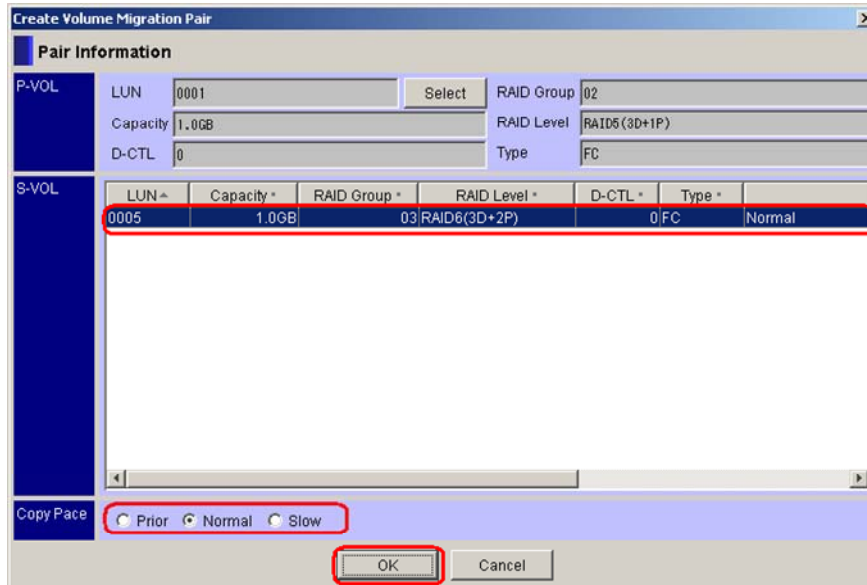 Create Volume Migration Pair
Pair Information
P-VOL
LUN 0001 Select RAID Group 02
Capacity 1.0GB RAID Level RAID5(3D+1P)
D-CTL 0 Type FC
S-VOL
LUN Capacity RAID Group RAID Level D-CTL Type
0005 1.0GB 03 RAID6(3D+2P) 0 FC Normal
Copy Pace Prior Normal Slow
OK Cancel